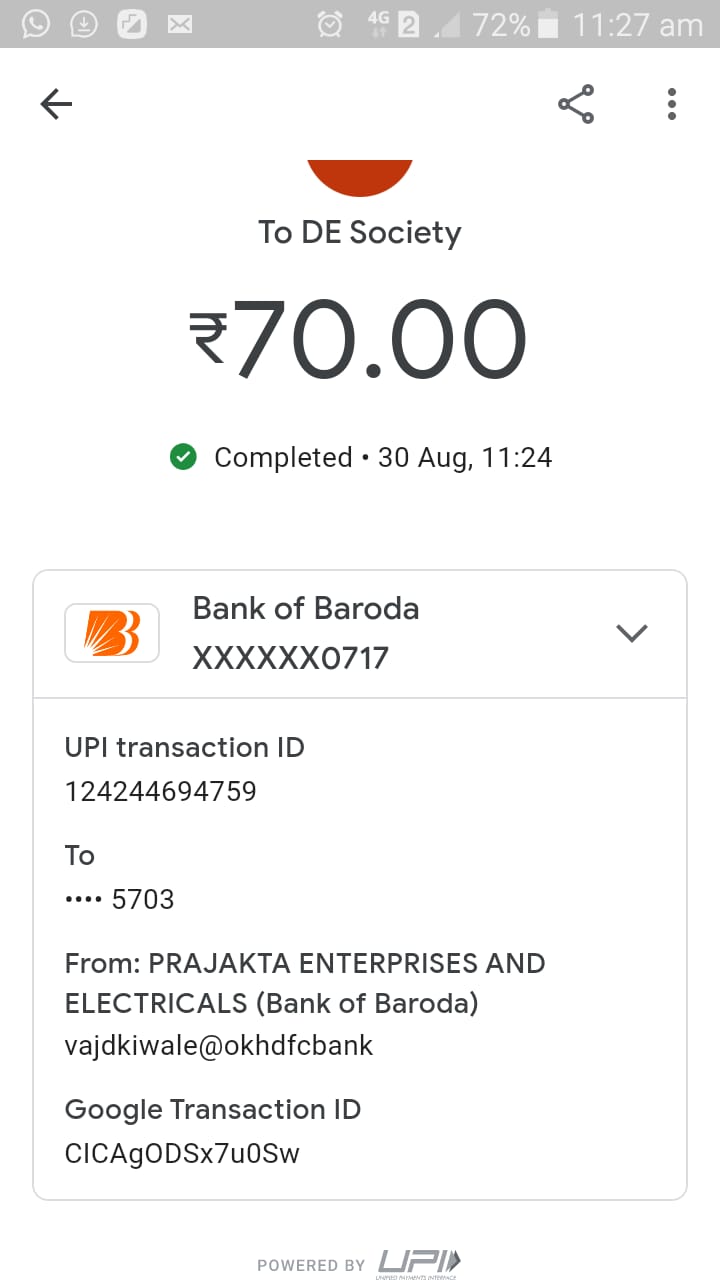 4G 2 72% 11:27 am
To DE Society
₹70.00
Completed • 30 Aug, 11:24
Bank of Baroda
XXXXXX0717
UPI transaction ID
124244694759
To
•••• 5703
From: PRAJAKTA ENTERPRISES AND
ELECTRICALS (Bank of Baroda)
vajdkiwale@okhdfcbank
Google Transaction ID
CICAgODSx7u0Sw
POWERED BY UPI
UNIFIED PAYMENTS INTERFACE